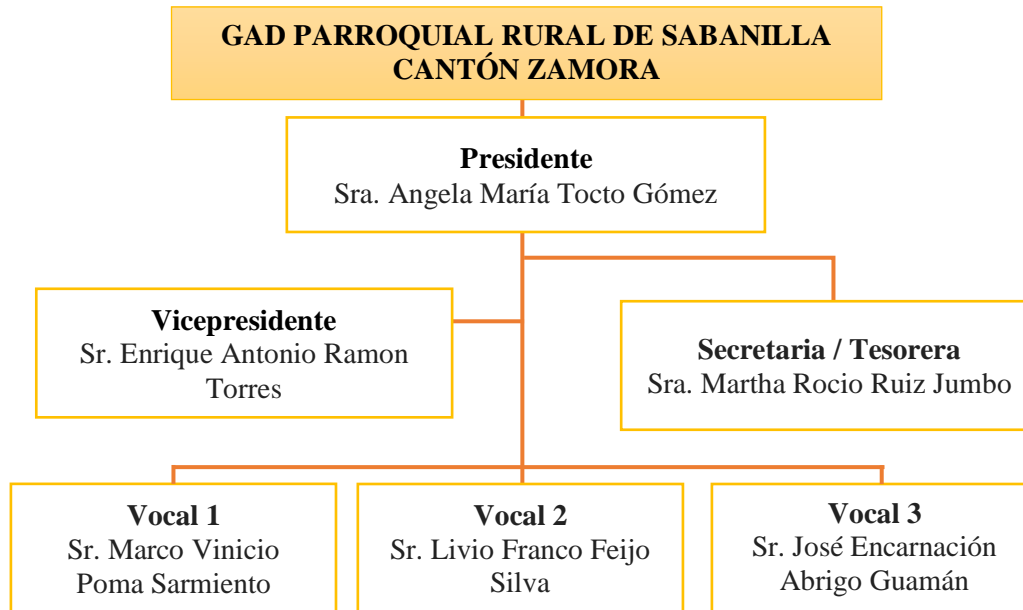 GAD PARROQUIAL RURAL DE SABANILLA
CANTÓN ZAMORA
Presidente
Sra. Angela María Tocto Gómez
Vicepresidente
Sr. Enrique Antonio Ramon
Torres
Secretaria / Tesorera
Sra. Martha Rocio Ruiz Jumbo
Vocal 1
Sr. Marco Vinicio
Poma Sarmiento
Vocal 2
Sr. Livio Franco Feijo
Silva
Vocal 3
Sr. José Encarnación
Abrigo Guamán